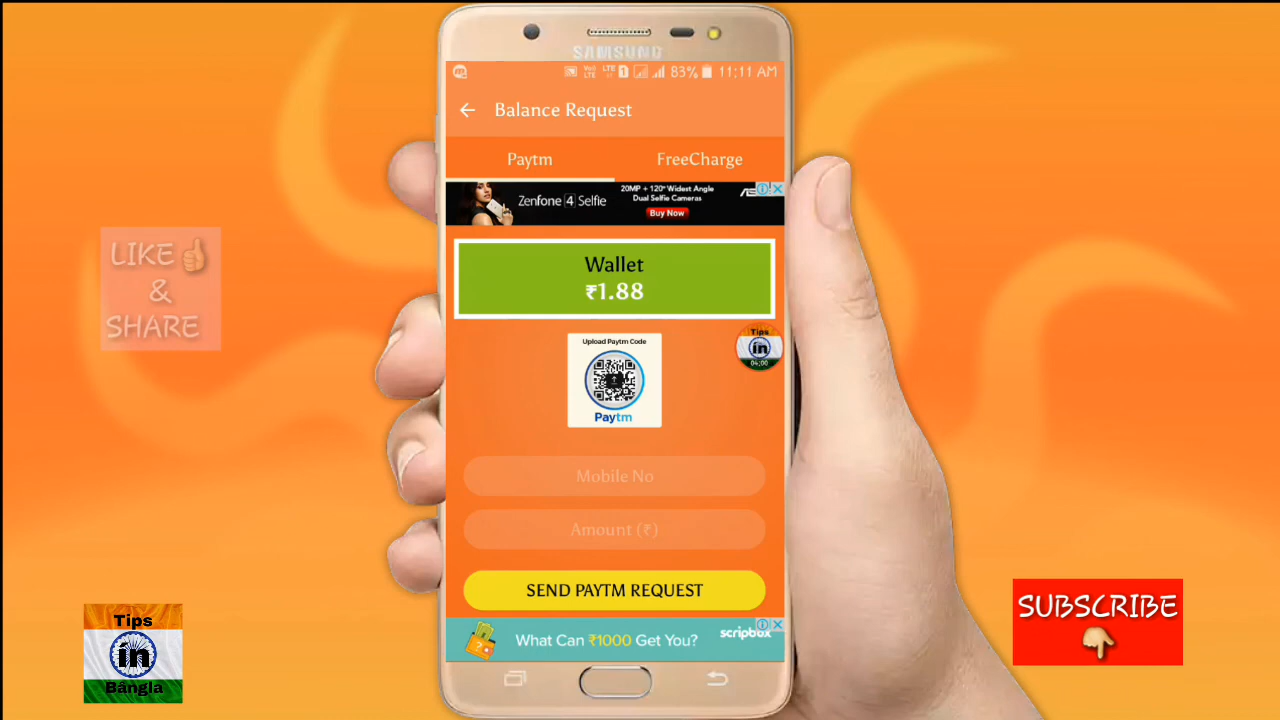 SAMSUNG
83% 11:11 AM
Balance Request
Paytm FreeCharge
Zenfone 4 Selfie
20MP + 120° Widest Angle
Dual Selfie Cameras
Buy Now
Wallet
₹1.88
Upload Paytm Code
Paytm
Mobile No
Amount (₹)
SEND PAYTM REQUEST
What Can ₹1000 Get You?
scripbox
LIKE
&
SHARE
Tips
in
04:00
Tips
in
Bangla
SUBSCRIBE